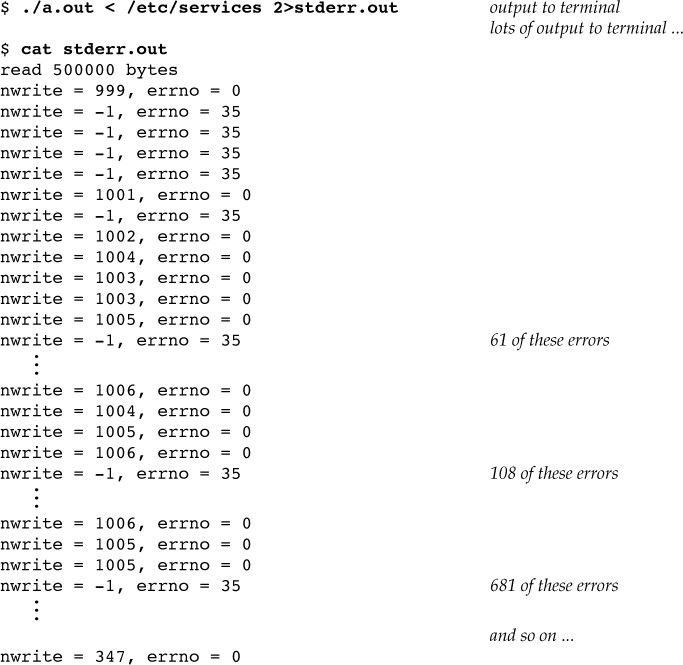 $ ./a.out < /etc/services 2>stderr.out output to terminal
lots of output to terminal ...
$ cat stderr.out
read 500000 bytes
nwrite = 999, errno = 0
nwrite = -1, errno = 35
nwrite = -1, errno = 35
nwrite = -1, errno = 35
nwrite = -1, errno = 35
nwrite = 1001, errno = 0
nwrite = -1, errno = 35
nwrite = 1002, errno = 0
nwrite = 1004, errno = 0
nwrite = 1003, errno = 0
nwrite = 1003, errno = 0
nwrite = 1005, errno = 0
nwrite = -1, errno = 35 61 of these errors
⋮
nwrite = 1006, errno = 0
nwrite = 1004, errno = 0
nwrite = 1005, errno = 0
nwrite = 1006, errno = 0
nwrite = -1, errno = 35 108 of these errors
⋮
nwrite = 1006, errno = 0
nwrite = 1005, errno = 0
nwrite = 1005, errno = 0
nwrite = -1, errno = 35 681 of these errors
⋮
and so on ...
nwrite = 347, errno = 0